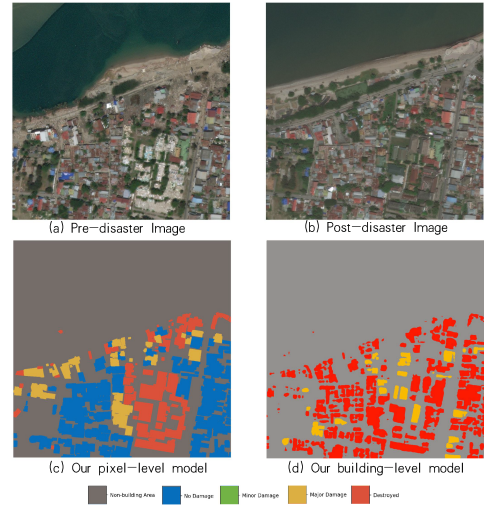 (a) Pre-disaster Image
(b) Post-disaster Image
(c) Our pixel-level model
(d) Our building-level model
Non-building Area
No Damage
Minor Damage
Major Damage
Destroyed